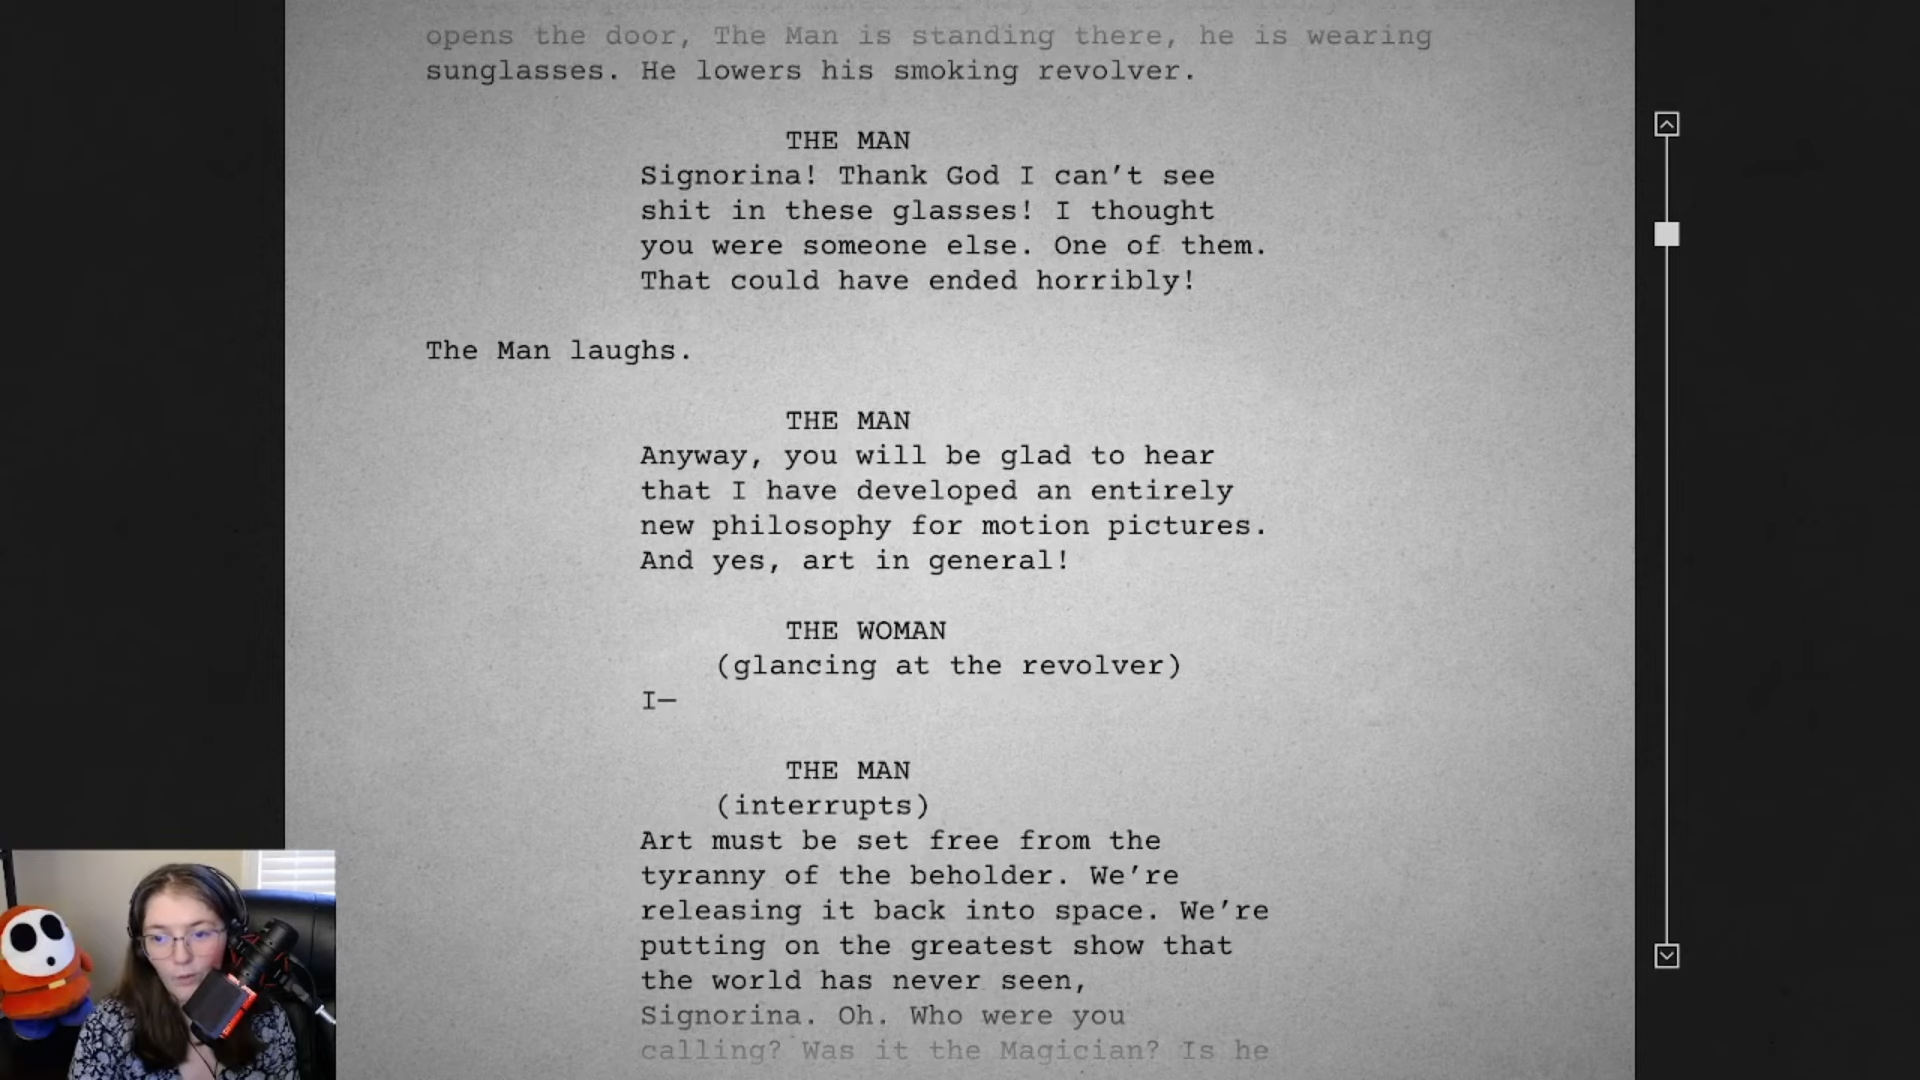 opens the door, The Man is standing there, he is wearing
sunglasses. He lowers his smoking revolver.
THE MAN
Signorina! Thank God I can’t see
shit in these glasses! I thought
you were someone else. One of them.
That could have ended horribly!
The Man laughs.
THE MAN
Anyway, you will be glad to hear
that I have developed an entirely
new philosophy for motion pictures.
And yes, art in general!
THE WOMAN
(glancing at the revolver)
I—
THE MAN
(interrupts)
Art must be set free from the
tyranny of the beholder. We’re
releasing it back into space. We’re
putting on the greatest show that
the world has never seen,
Signorina. Oh. Who were you
calling? Was it the Magician? Is he